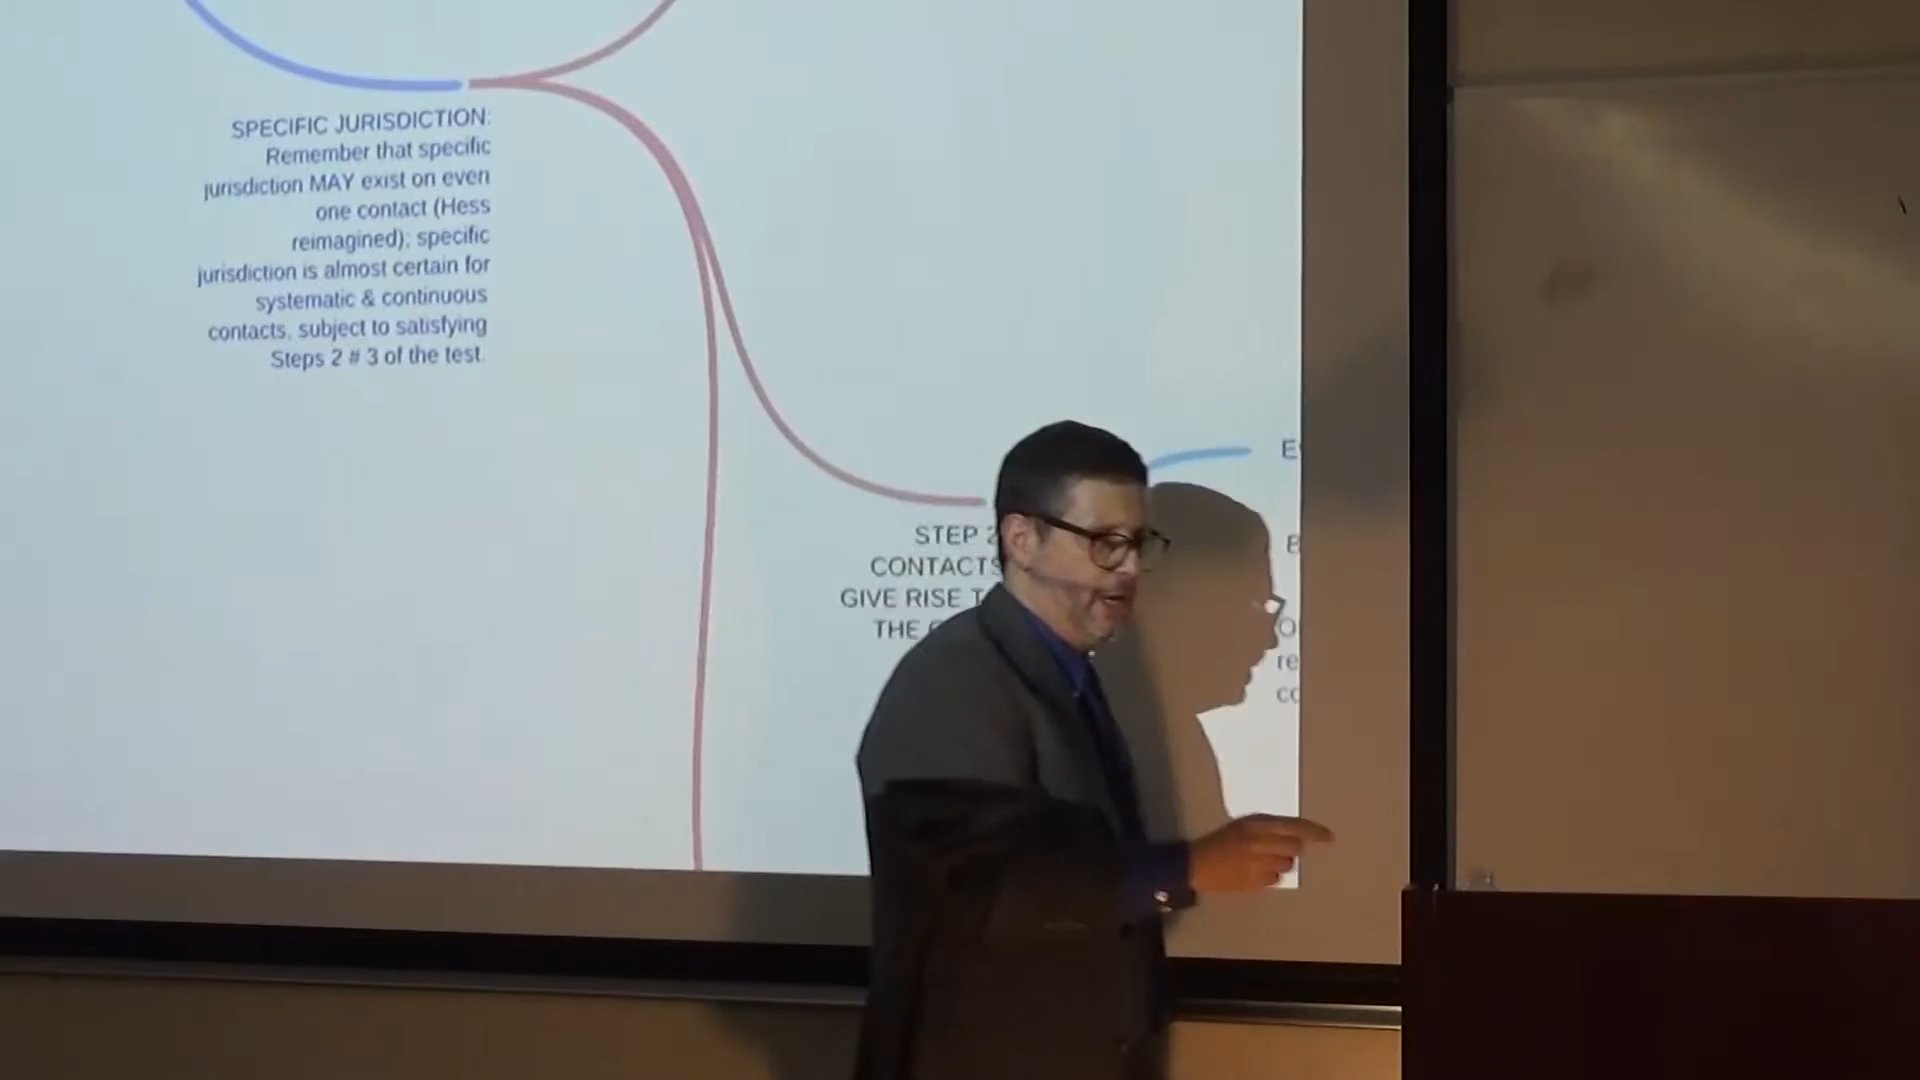 SPECIFIC JURISDICTION:
Remember that specific
jurisdiction MAY exist on even
one contact (Hess
reimagined); specific
jurisdiction is almost certain for
systematic & continuous
contacts, subject to satisfying
Steps 2 # 3 of the test.
STEP 2
CONTACTS
GIVE RISE
THE